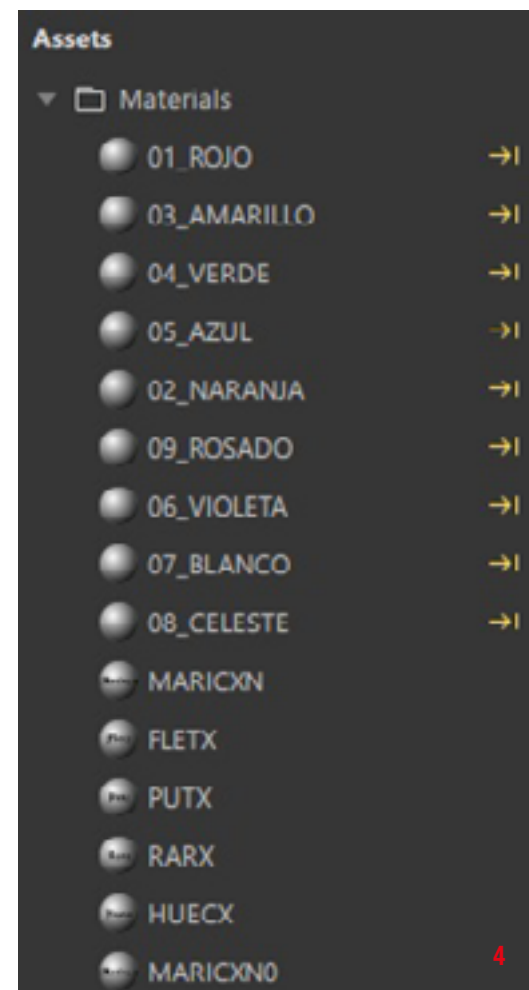 Assets
Materials
01_ROJO
03_AMARILLO
04_VERDE
05_AZUL
02_NARANJA
09_ROSADO
06_VIOLETA
07_BLANCO
08_CELESTE
MARICXN
FLETX
PUTX
RARX
HUECX
MARICXN0
4